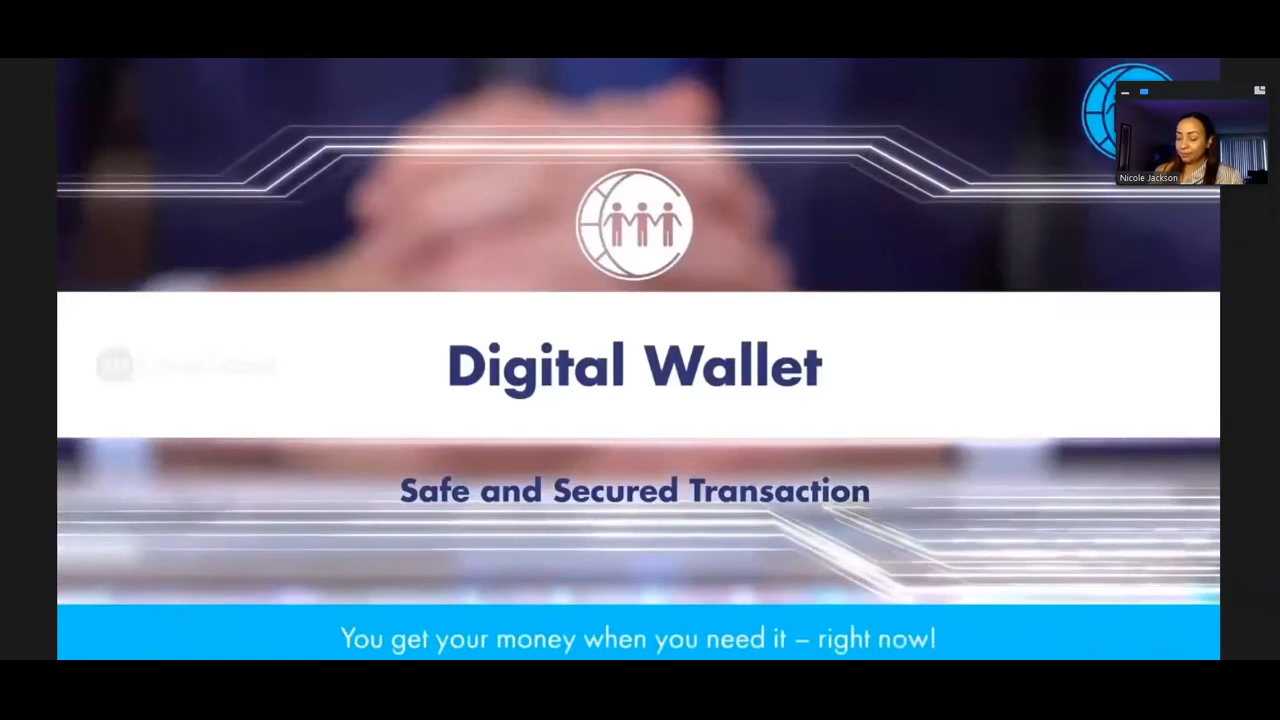 Nicole Jackson
Digital Wallet
Safe and Secured Transaction
You get your money when you need it – right now!